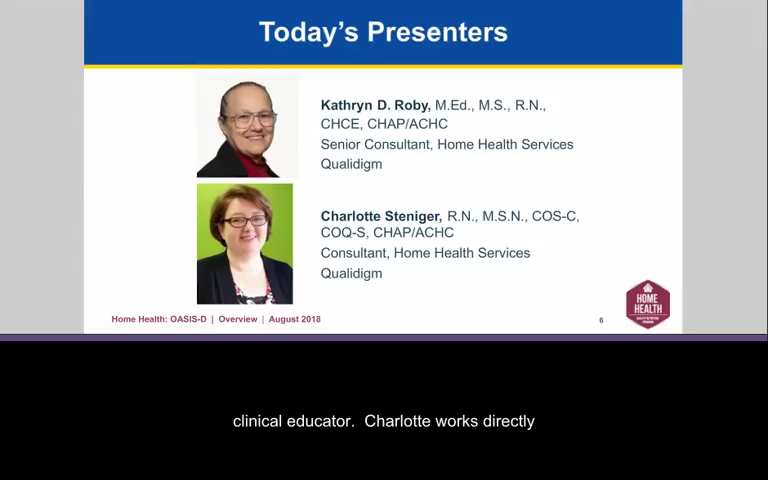 Today's Presenters
Kathryn D. Roby, M.Ed., M.S., R.N.,
CHCE, CHAP/ACHC
Senior Consultant, Home Health Services
Qualidigm
Charlotte Steniger, R.N., M.S.N., COS-C,
COQ-S, CHAP/ACHC
Consultant, Home Health Services
Qualidigm
Home Health: OASIS-D | Overview | August 2018
6
HOME
HEALTH
clinical educator.  Charlotte works directly